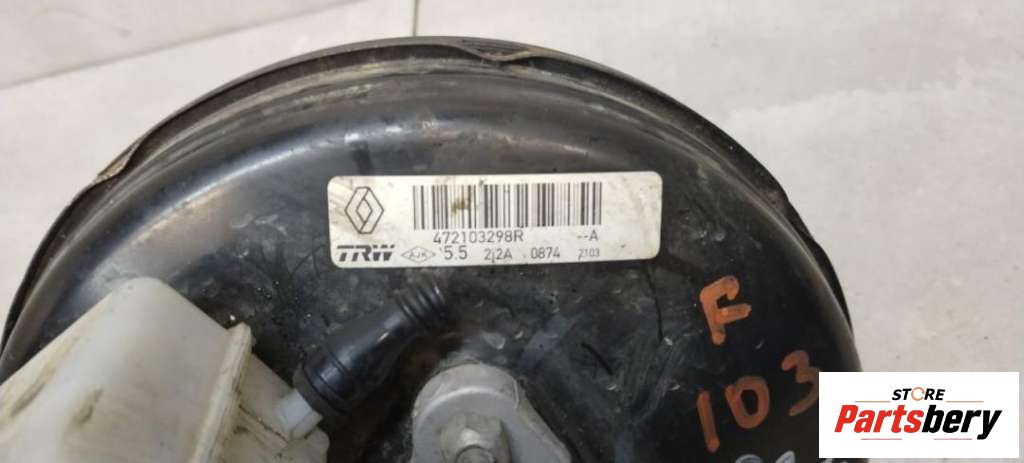 472103298R --A
TRW 5.5 2J2A 0874 2103
F
103
STORE
Partsbery